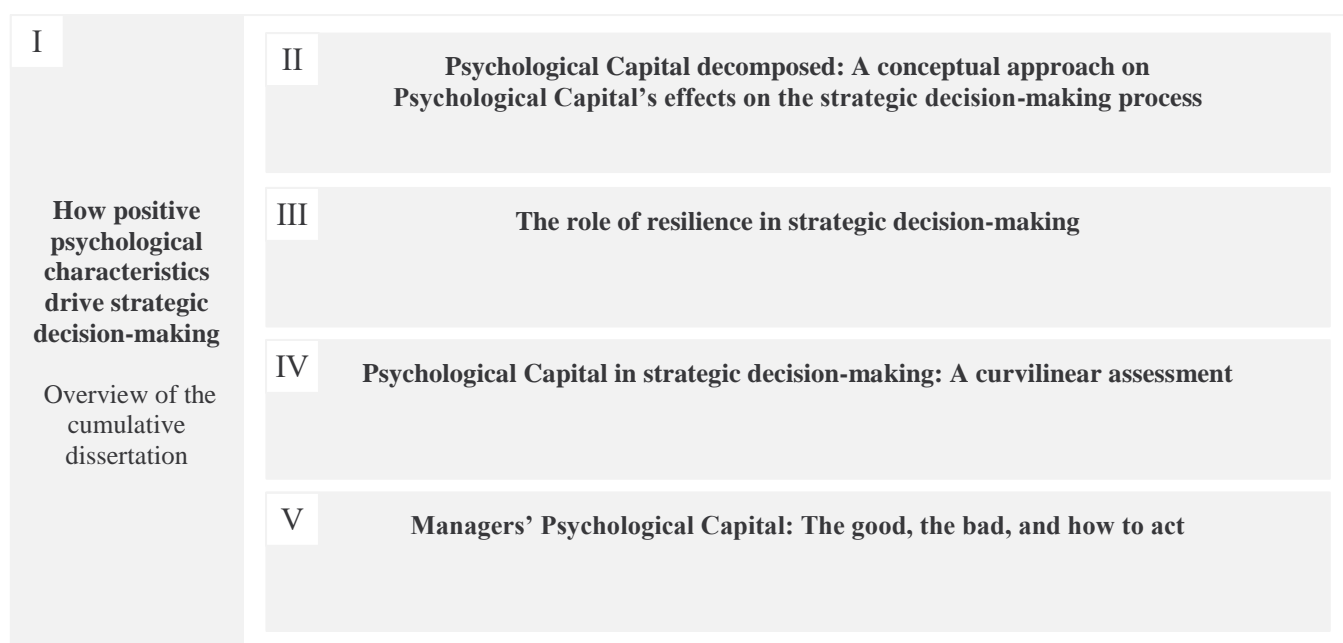 I
How positive
psychological
characteristics
drive strategic
decision-making
Overview of the
cumulative
dissertation
II
Psychological Capital decomposed: A conceptual approach on
Psychological Capital’s effects on the strategic decision-making process
III
The role of resilience in strategic decision-making
IV
Psychological Capital in strategic decision-making: A curvilinear assessment
V
Managers’ Psychological Capital: The good, the bad, and how to act